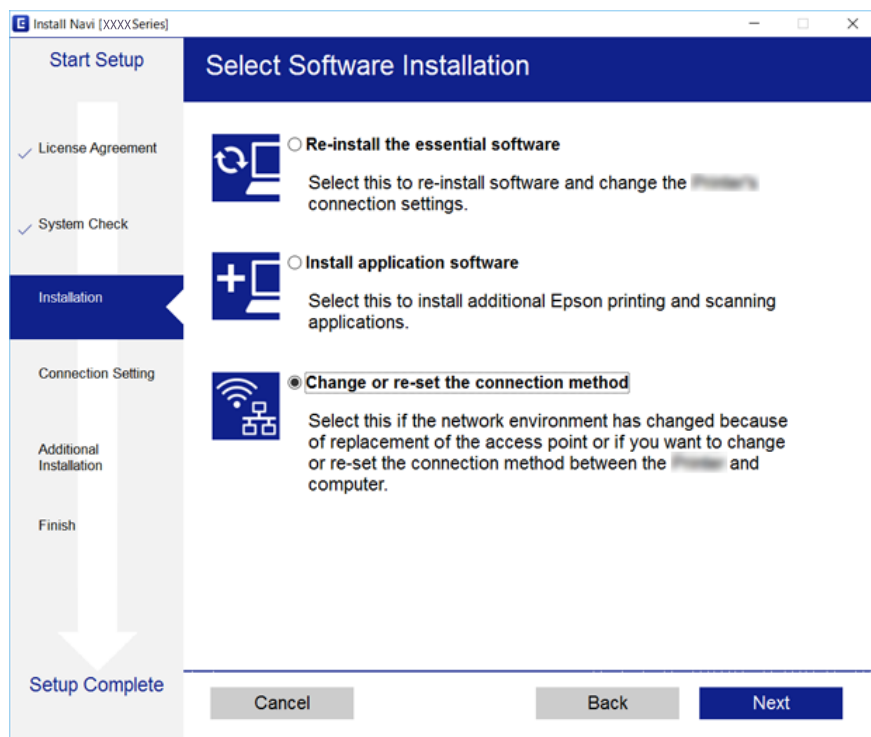 Install Navi [XXXX Series]
Start Setup
License Agreement
System Check
Installation
Connection Setting
Additional
Installation
Finish
Setup Complete
Select Software Installation
Re-install the essential software
Select this to re-install software and change the
connection settings.
Install application software
Select this to install additional Epson printing and scanning
applications.
Change or re-set the connection method
Select this if the network environment has changed because
of replacement of the access point or if you want to change
or re-set the connection method between the and
computer.
Cancel
Back
Next